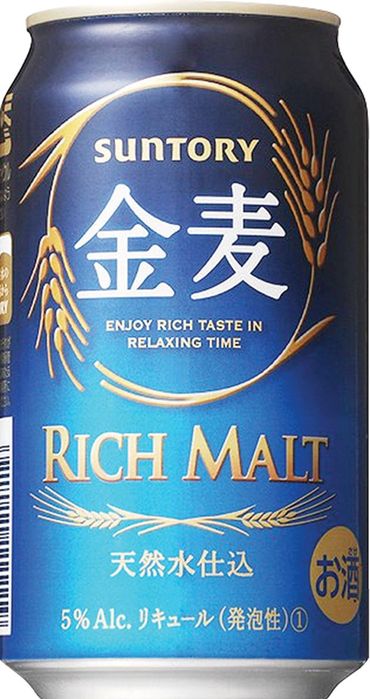 SUNTORY
金麦
ENJOY RICH TASTE IN
RELAXING TIME
RICH MALT
天然水仕込
お酒
5%Alc. リキュール(発泡性)①